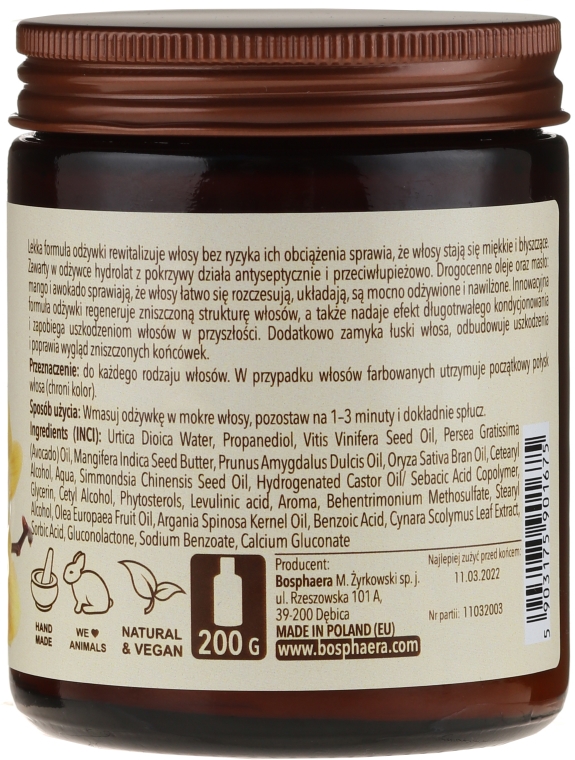 Lekka formuła odżywki rewitalizuje włosy bez ryzyka ich obciążenia sprawia, że włosy stają się miękkie i błyszczące.
Zawarty w odżywce hydrolat z pokrzywy działa antyseptycznie i przeciwłupieżowo. Drogocenne oleje oraz masło:
mango i awokado sprawiają, że włosy łatwo się rozczesują, układają, są mocno odżywione i nawilżone. Innowacyjna
formuła odżywki regeneruje zniszczoną strukturę włosów, a także nadaje efekt długotrwałego kondycjonowania
i zapobiega uszkodzeniom włosów w przyszłości. Dodatkowo zamyka łuski włosa, odbudowuje uszkodzenia
i poprawia wygląd zniszczonych końcówek.
Przeznaczenie: do każdego rodzaju włosów. W przypadku włosów farbowanych utrzymuje początkowy połysk
włosa (chroni kolor).
Sposób użycia: Wmasuj odżywkę w mokre włosy, pozostaw na 1–3 minuty i dokładnie spłucz.
Ingredients (INCI): Urtica Dioica Water, Propanediol, Vitis Vinifera Seed Oil, Persea Gratissima
(Avocado) Oil, Mangifera Indica Seed Butter, Prunus Amygdalus Dulcis Oil, Oryza Sativa Bran Oil, Cetearyl
Alcohol, Aqua, Simmondsia Chinensis Seed Oil, Hydrogenated Castor Oil/ Sebacic Acid Copolymer,
Glycerin, Cetyl Alcohol, Phytosterols, Levulinic acid, Aroma, Behentrimonium Methosulfate, Stearyl
Alcohol, Olea Europaea Fruit Oil, Argania Spinosa Kernel Oil, Benzoic Acid, Cynara Scolymus Leaf Extract,
Sorbic Acid, Gluconolactone, Sodium Benzoate, Calcium Gluconate
HAND
MADE
WE ♥
ANIMALS
NATURAL
& VEGAN
200 G
Producent:
Bosphaera M. Żyrkowski sp. j.
ul. Rzeszowska 101 A,
39-200 Dębica
MADE IN POLAND (EU)
www.bosphaera.com
Najlepiej zużyć przed końcem:
11.03.2022
Nr partii: 11032003
5 903175 901675